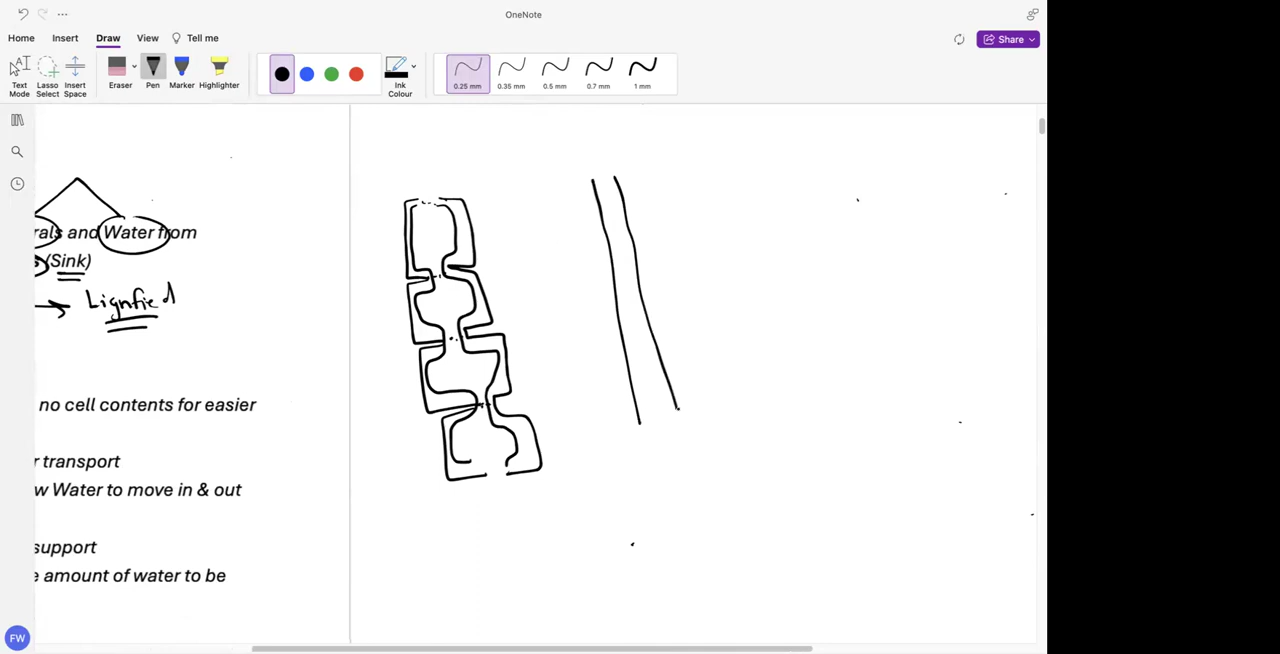 OneNote
Home Insert Draw View Tell me
Share
Text Mode
Lasso Select
Insert Space
Eraser
Pen
Marker
Highlighter
Ink Colour
0.25 mm
0.35 mm
0.5 mm
0.7 mm
1 mm
rals and Water from
(Sink)
Lignfied
no cell contents for easier
r transport
w Water to move in & out
support
e amount of water to be
FW